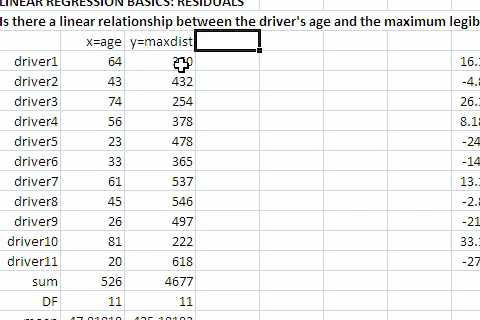 LINEAR REGRESSION BASICS: RESIDUALS
Is there a linear relationship between the driver's age and the maximum legib
x=age y=maxdist
driver1 64 16.1
driver2 43 432 -4.8
driver3 74 254 26.1
driver4 56 378 8.18
driver5 23 478 -24
driver6 33 365 -14
driver7 61 537 13.1
driver8 45 546 -2.8
driver9 26 497 -21
driver10 81 222 33.1
driver11 20 618 -27
sum 526 4677
DF 11 11
mean